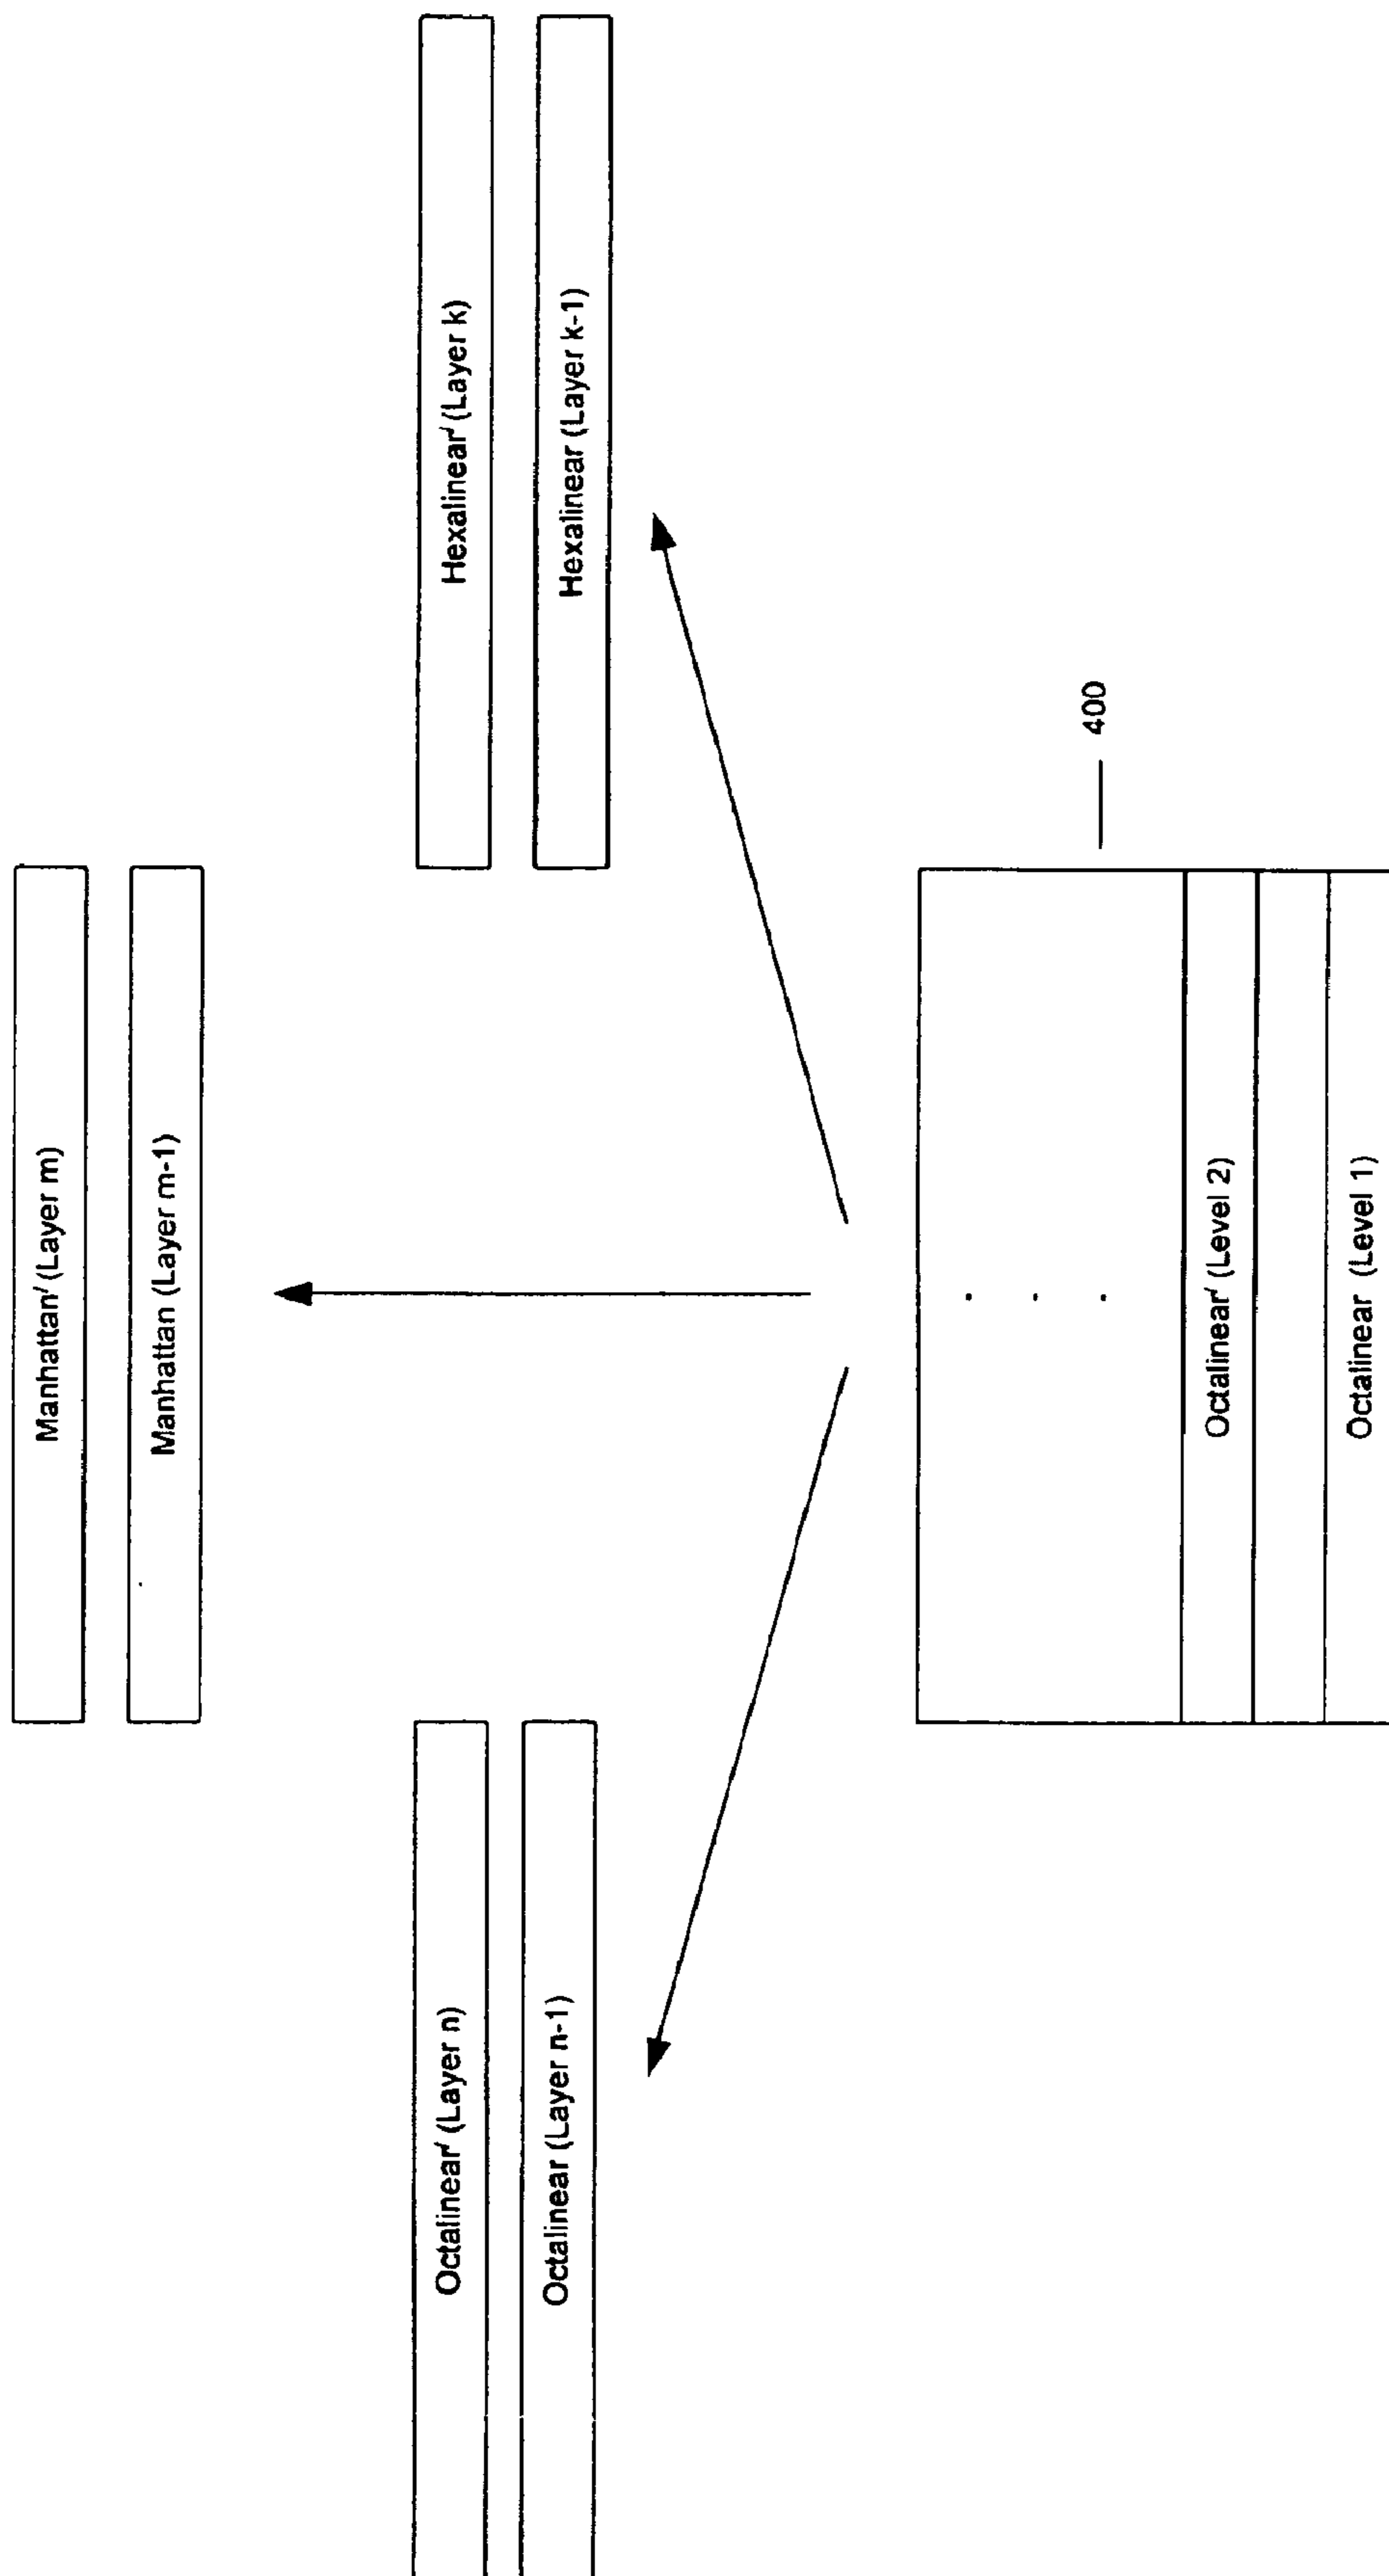 Manhattan′ (Layer m)
Manhattan (Layer m-1)
Octalinear′ (Layer n)
Octalinear (Layer n-1)
Hexalinear′ (Layer k)
Hexalinear (Layer k-1)
400
Octalinear′ (Level 2)
Octalinear (Level 1)